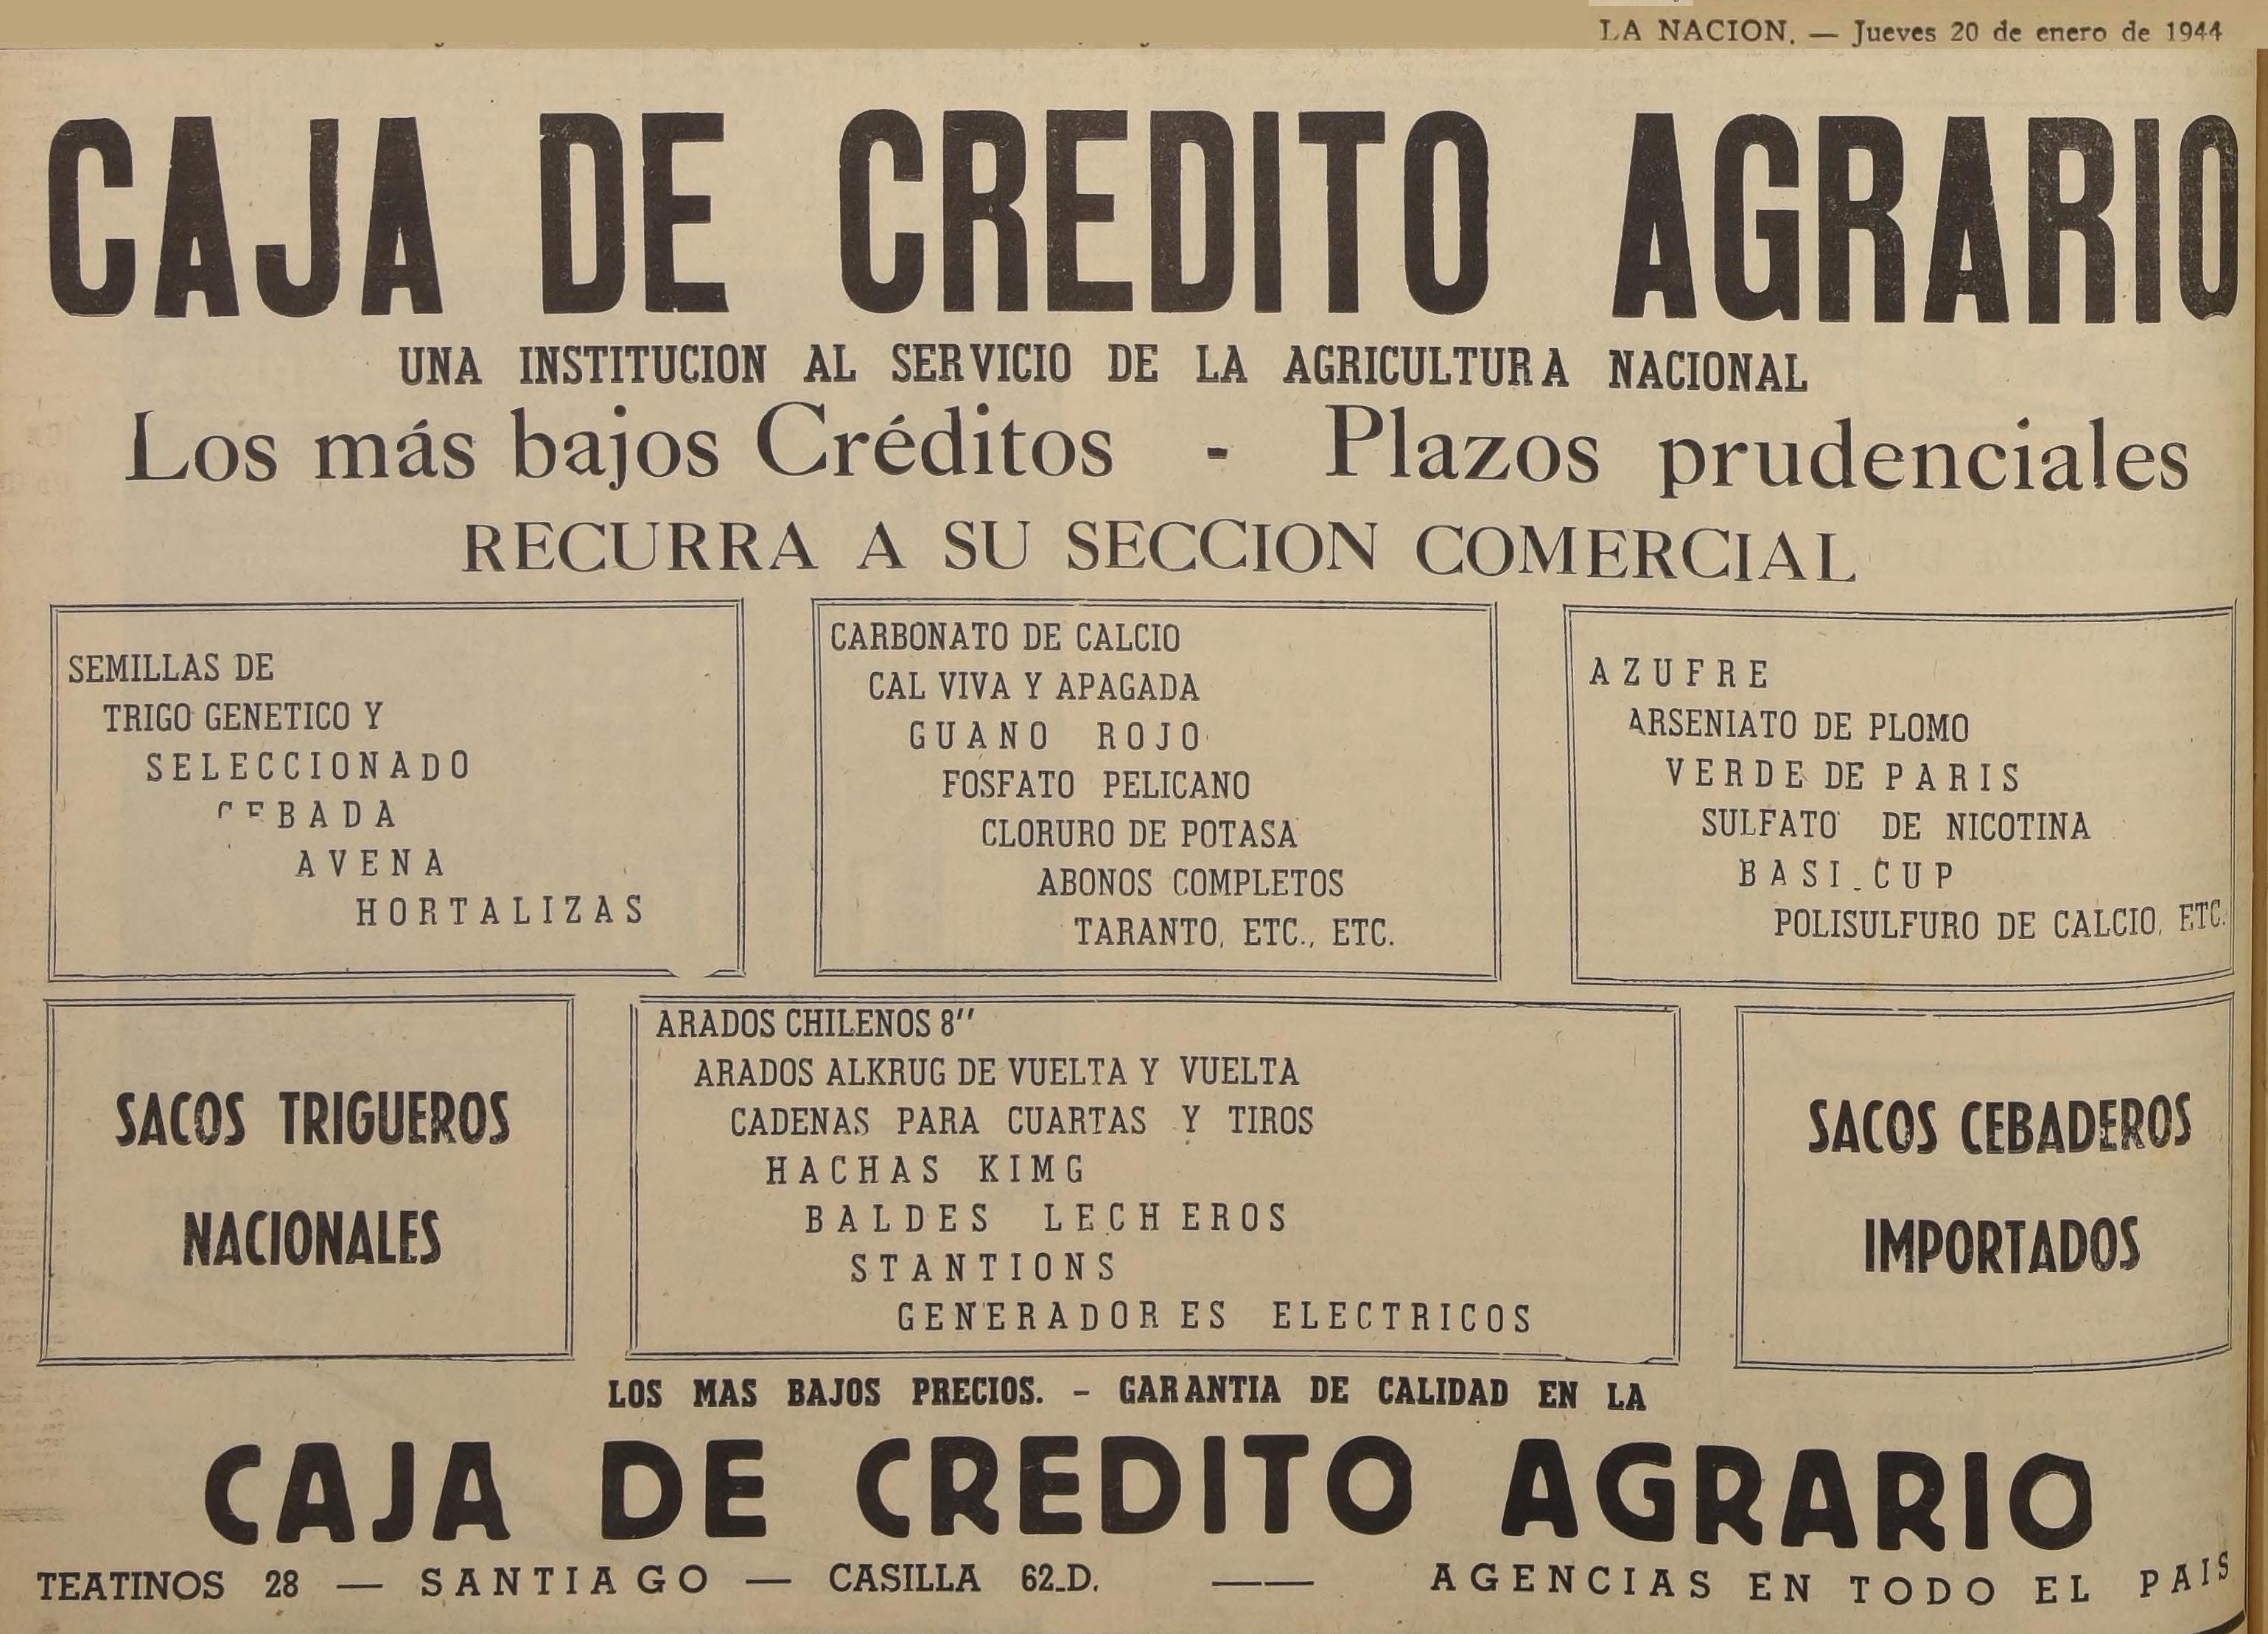 LA NACION. — Jueves 20 de enero de 1944
CAJA DE CREDITO AGRARIO
UNA INSTITUCION AL SERVICIO DE LA AGRICULTURA NACIONAL
Los más bajos Créditos - Plazos prudenciales
RECURRA A SU SECCION COMERCIAL
SEMILLAS DE
TRIGO GENETICO Y
SELECCIONADO
CEBADA
AVENA
HORTALIZAS
CARBONATO DE CALCIO
CAL VIVA Y APAGADA
GUANO ROJO
FOSFATO PELICANO
CLORURO DE POTASA
ABONOS COMPLETOS
TARANTO, ETC., ETC.
AZUFRE
ARSENIATO DE PLOMO
VERDE DE PARIS
SULFATO DE NICOTINA
BASI-CUP
POLISULFURO DE CALCIO, ETC.
SACOS TRIGUEROS
NACIONALES
ARADOS CHILENOS 8''
ARADOS ALKRUG DE VUELTA Y VUELTA
CADENAS PARA CUARTAS Y TIROS
HACHAS KIMG
BALDES LECHEROS
STANTIONS
GENERADORES ELECTRICOS
SACOS CEBADEROS
IMPORTADOS
LOS MAS BAJOS PRECIOS. - GARANTIA DE CALIDAD EN LA
CAJA DE CREDITO AGRARIO
TEATINOS 28 — SANTIAGO — CASILLA 62-D. —— AGENCIAS EN TODO EL PAIS